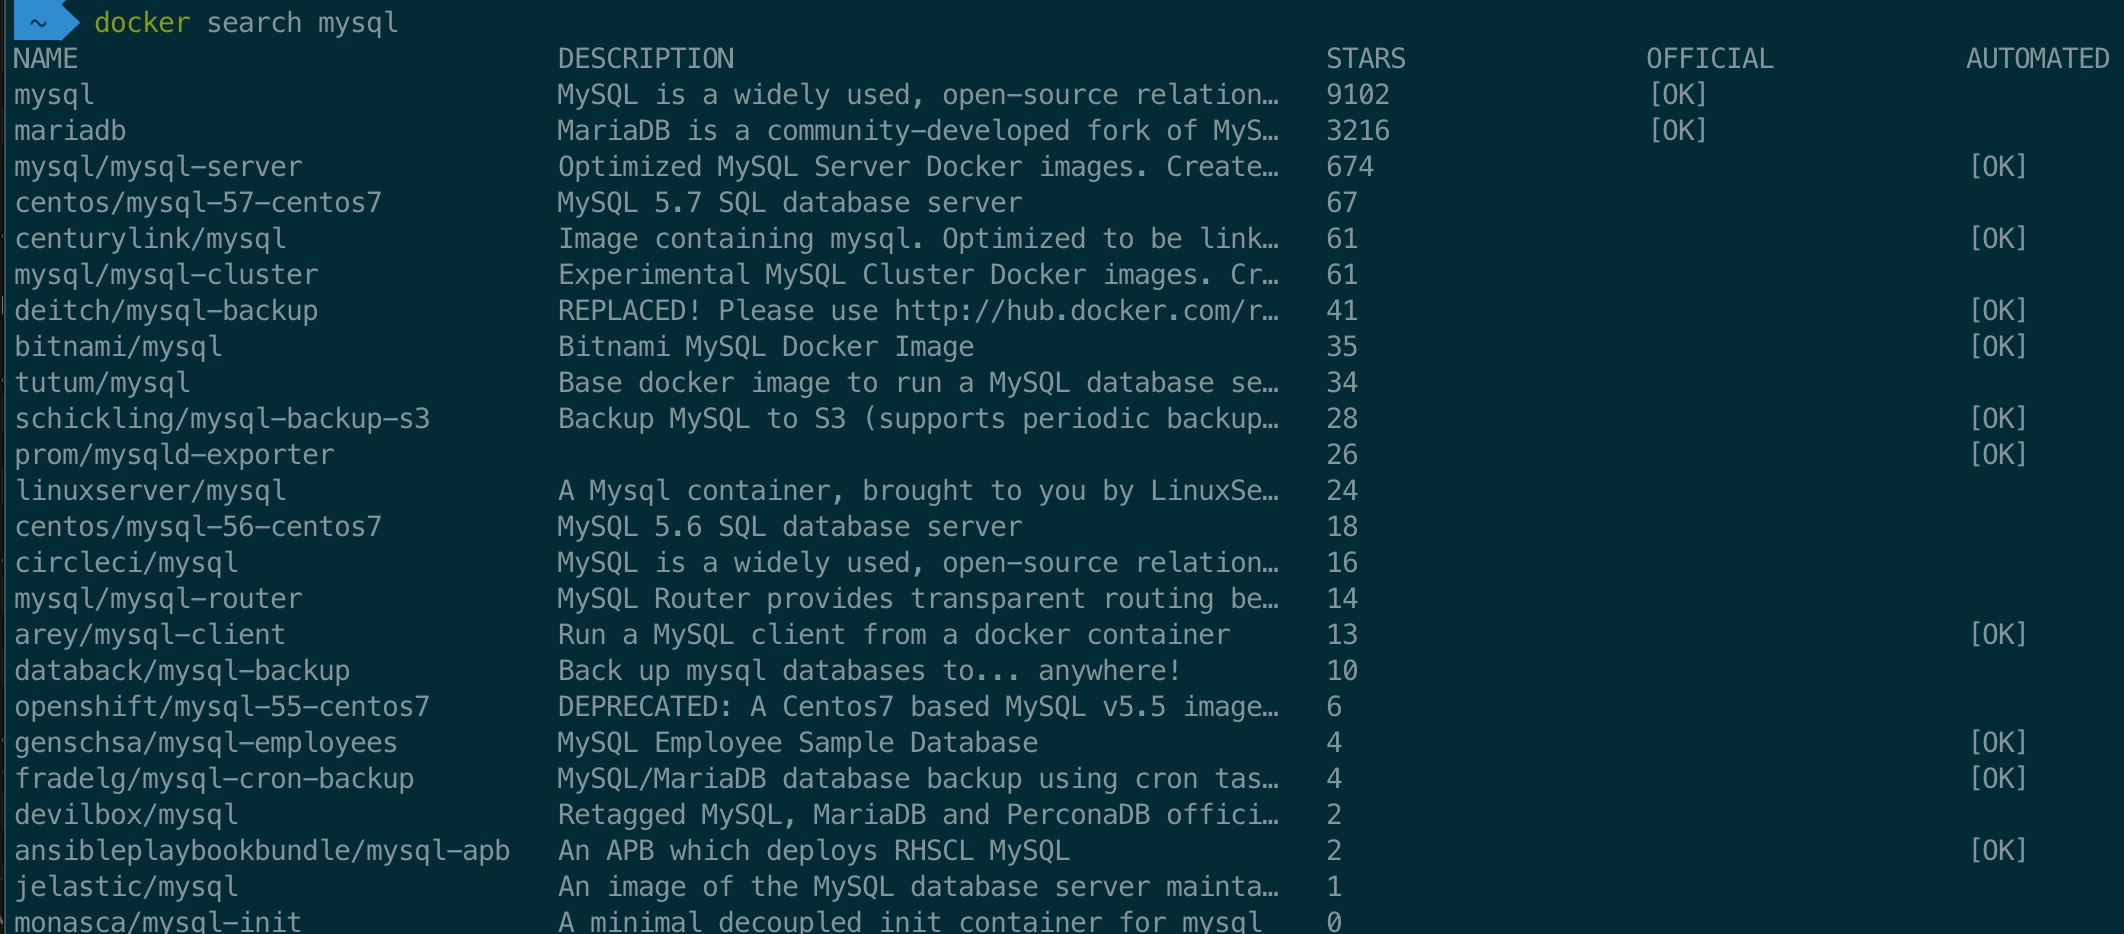 ~ docker search mysql
NAME DESCRIPTION STARS OFFICIAL AUTOMATED
mysql MySQL is a widely used, open-source relation… 9102 [OK]
mariadb MariaDB is a community-developed fork of MyS… 3216 [OK]
mysql/mysql-server Optimized MySQL Server Docker images. Create… 674 [OK]
centos/mysql-57-centos7 MySQL 5.7 SQL database server 67
centurylink/mysql Image containing mysql. Optimized to be link… 61 [OK]
mysql/mysql-cluster Experimental MySQL Cluster Docker images. Cr… 61
deitch/mysql-backup REPLACED! Please use http://hub.docker.com/r… 41 [OK]
bitnami/mysql Bitnami MySQL Docker Image 35 [OK]
tutum/mysql Base docker image to run a MySQL database se… 34
schickling/mysql-backup-s3 Backup MySQL to S3 (supports periodic backup… 28 [OK]
prom/mysqld-exporter 26 [OK]
linuxserver/mysql A Mysql container, brought to you by LinuxSe… 24
centos/mysql-56-centos7 MySQL 5.6 SQL database server 18
circleci/mysql MySQL is a widely used, open-source relation… 16
mysql/mysql-router MySQL Router provides transparent routing be… 14
arey/mysql-client Run a MySQL client from a docker container 13 [OK]
databack/mysql-backup Back up mysql databases to... anywhere! 10
openshift/mysql-55-centos7 DEPRECATED: A Centos7 based MySQL v5.5 image… 6
genschsa/mysql-employees MySQL Employee Sample Database 4 [OK]
fradelg/mysql-cron-backup MySQL/MariaDB database backup using cron tas… 4 [OK]
devilbox/mysql Retagged MySQL, MariaDB and PerconaDB offici… 2
ansibleplaybookbundle/mysql-apb An APB which deploys RHSCL MySQL 2 [OK]
jelastic/mysql An image of the MySQL database server mainta… 1
monasca/mysql-init A minimal decoupled init container for mysql 0